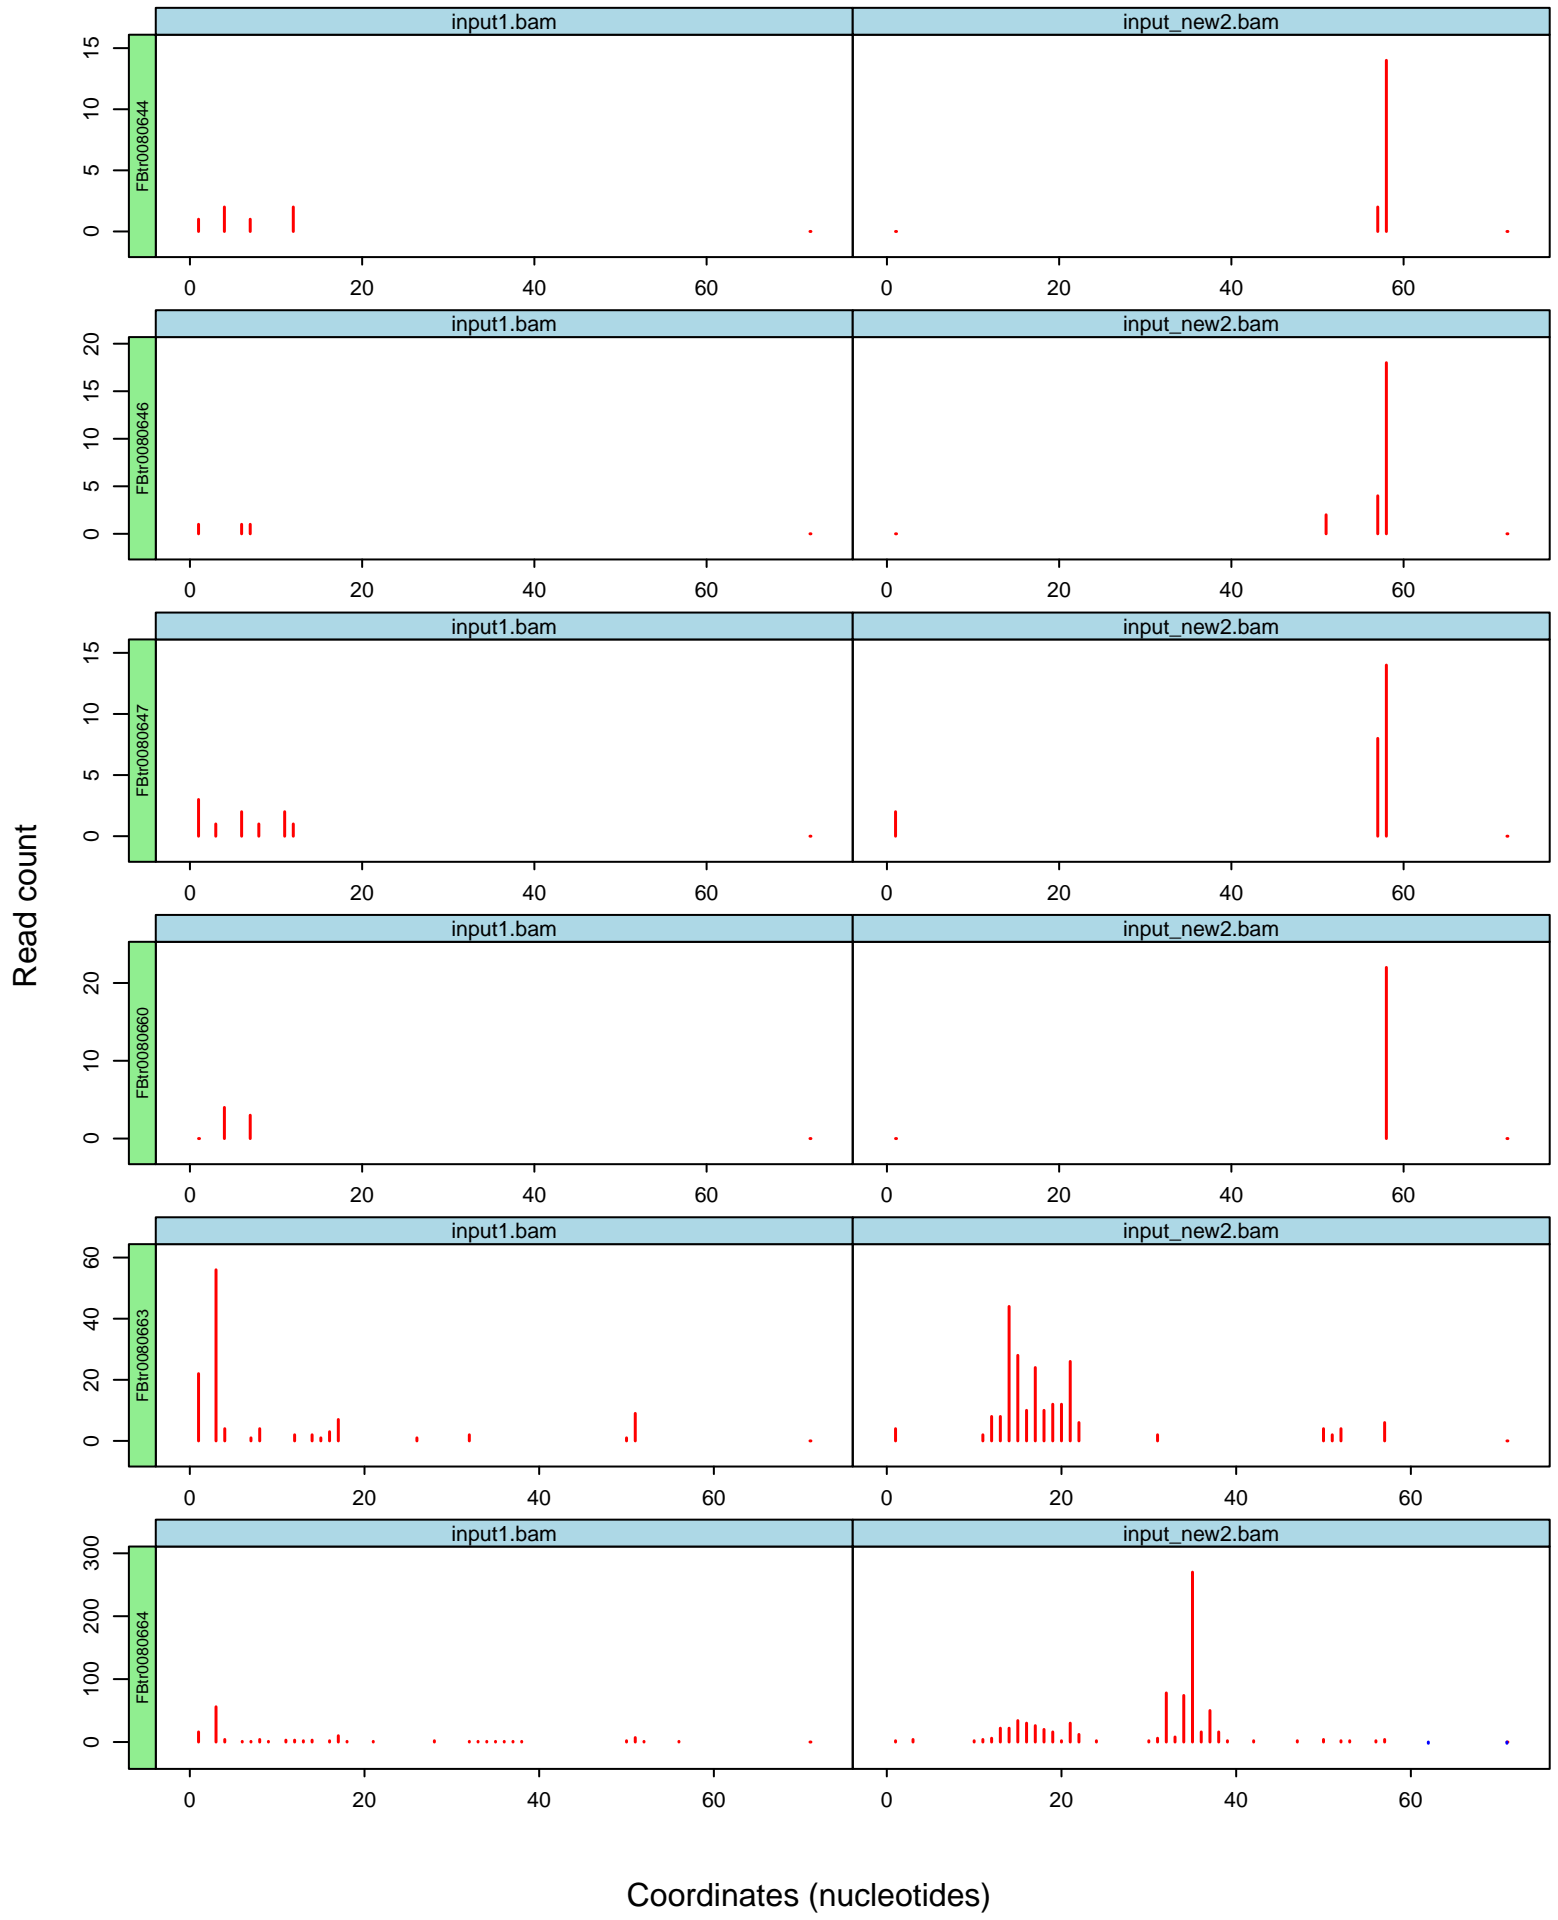 Read count
input1.bam input_new2.bam
FBtr0080644
15
10
5
0
0 20 40 60 0 20 40 60
input1.bam input_new2.bam
FBtr0080646
20
15
10
5
0
0 20 40 60 0 20 40 60
input1.bam input_new2.bam
FBtr0080647
15
10
5
0
0 20 40 60 0 20 40 60
input1.bam input_new2.bam
FBtr0080660
20
10
0
0 20 40 60 0 20 40 60
input1.bam input_new2.bam
FBtr0080663
60
40
20
0
0 20 40 60 0 20 40 60
input1.bam input_new2.bam
FBtr0080664
300
200
100
0
0 20 40 60 0 20 40 60
Coordinates (nucleotides)